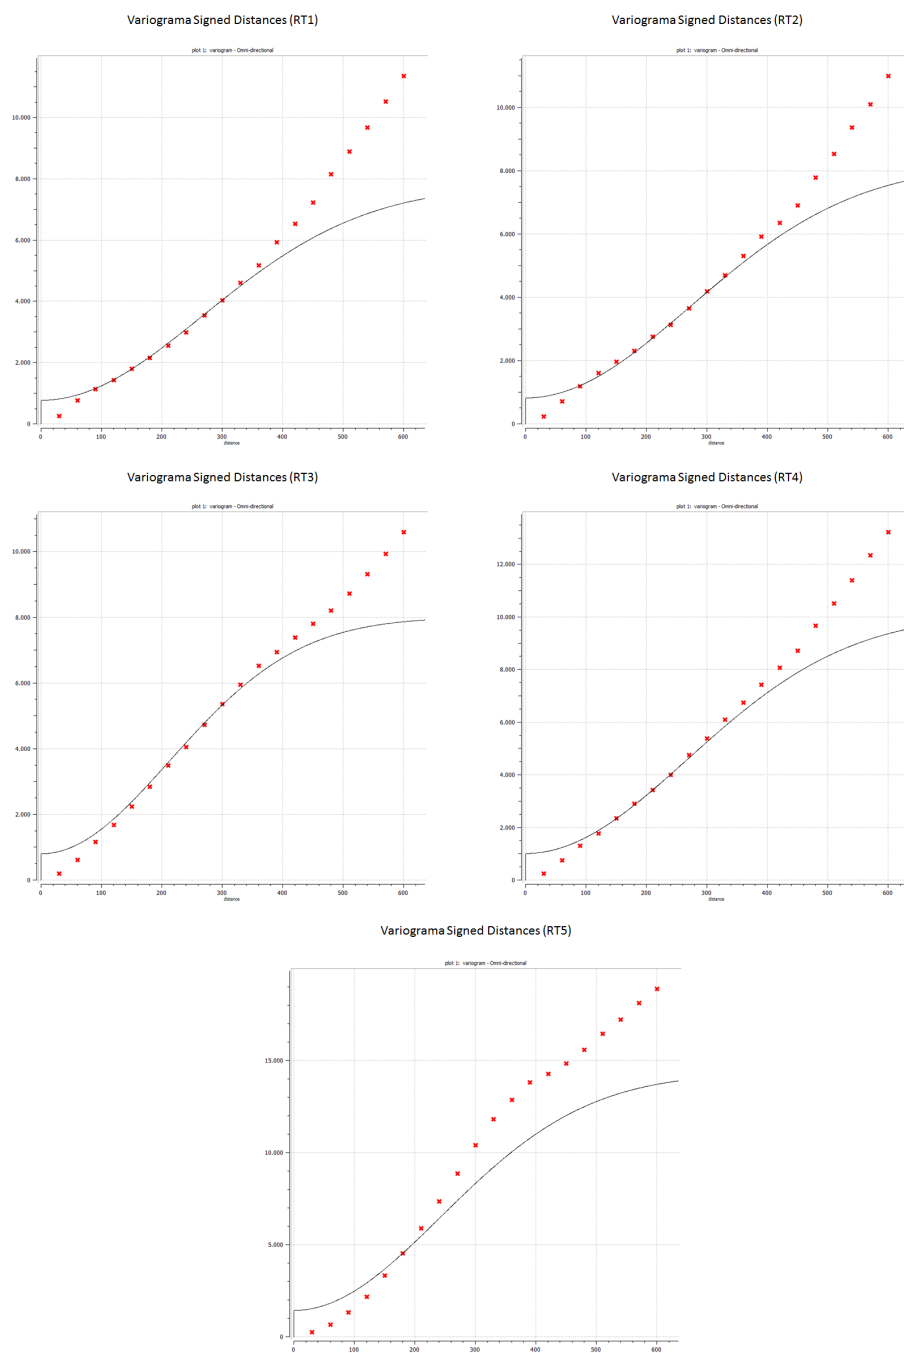 Variograma Signed Distances (RT1)
plot 1: variogram - Omni-directional
10.000
8.000
6.000
4.000
2.000
0
0 100 200 300 400 500 600
distance
Variograma Signed Distances (RT2)
plot 1: variogram - Omni-directional
10.000
8.000
6.000
4.000
2.000
0
0 100 200 300 400 500 600
distance
Variograma Signed Distances (RT3)
plot 1: variogram - Omni-directional
10.000
8.000
6.000
4.000
2.000
0
0 100 200 300 400 500 600
distance
Variograma Signed Distances (RT4)
plot 1: variogram - Omni-directional
12.000
10.000
8.000
6.000
4.000
2.000
0
0 100 200 300 400 500 600
distance
Variograma Signed Distances (RT5)
plot 1: variogram - Omni-directional
15.000
10.000
5.000
0
0 100 200 300 400 500 600